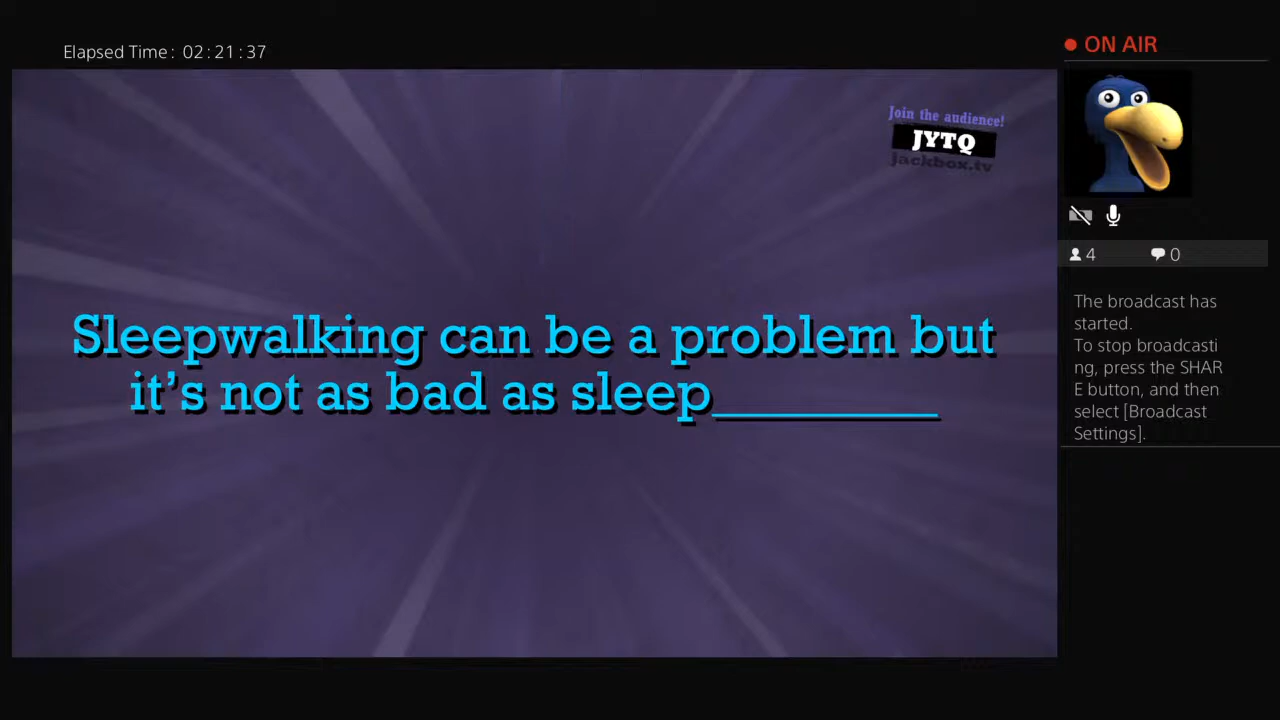 Elapsed Time: 02:21:37
ON AIR
Join the audience!
JYTQ
jackbox.tv
4
0
Sleepwalking can be a problem but
it's not as bad as sleep________
The broadcast has
started.
To stop broadcasti
ng, press the SHAR
E button, and then
select [Broadcast
Settings].